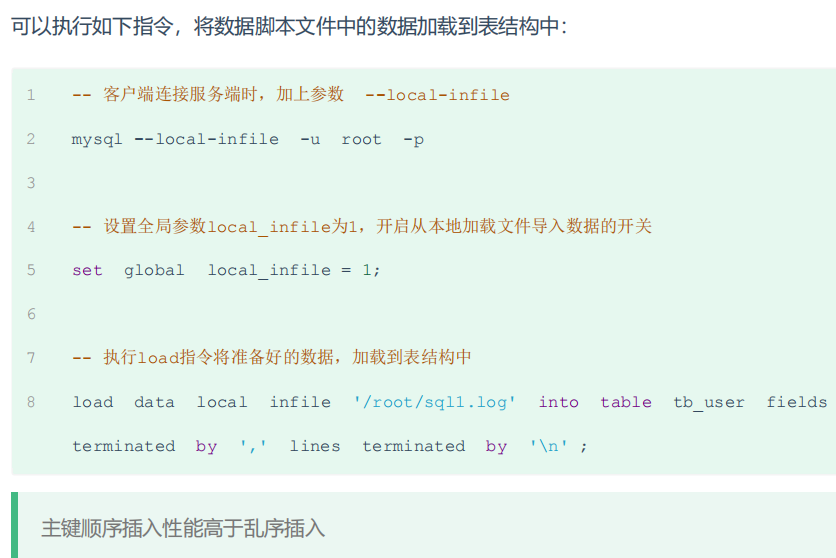 可以执行如下指令，将数据脚本文件中的数据加载到表结构中：
1 -- 客户端连接服务端时，加上参数 --local-infile
2 mysql --local-infile -u root -p
3
4 -- 设置全局参数local_infile为1，开启从本地加载文件导入数据的开关
5 set global local_infile = 1;
6
7 -- 执行load指令将准备好的数据，加载到表结构中
8 load data local infile '/root/sql1.log' into table tb_user fields
terminated by ',' lines terminated by '\n' ;
主键顺序插入性能高于乱序插入